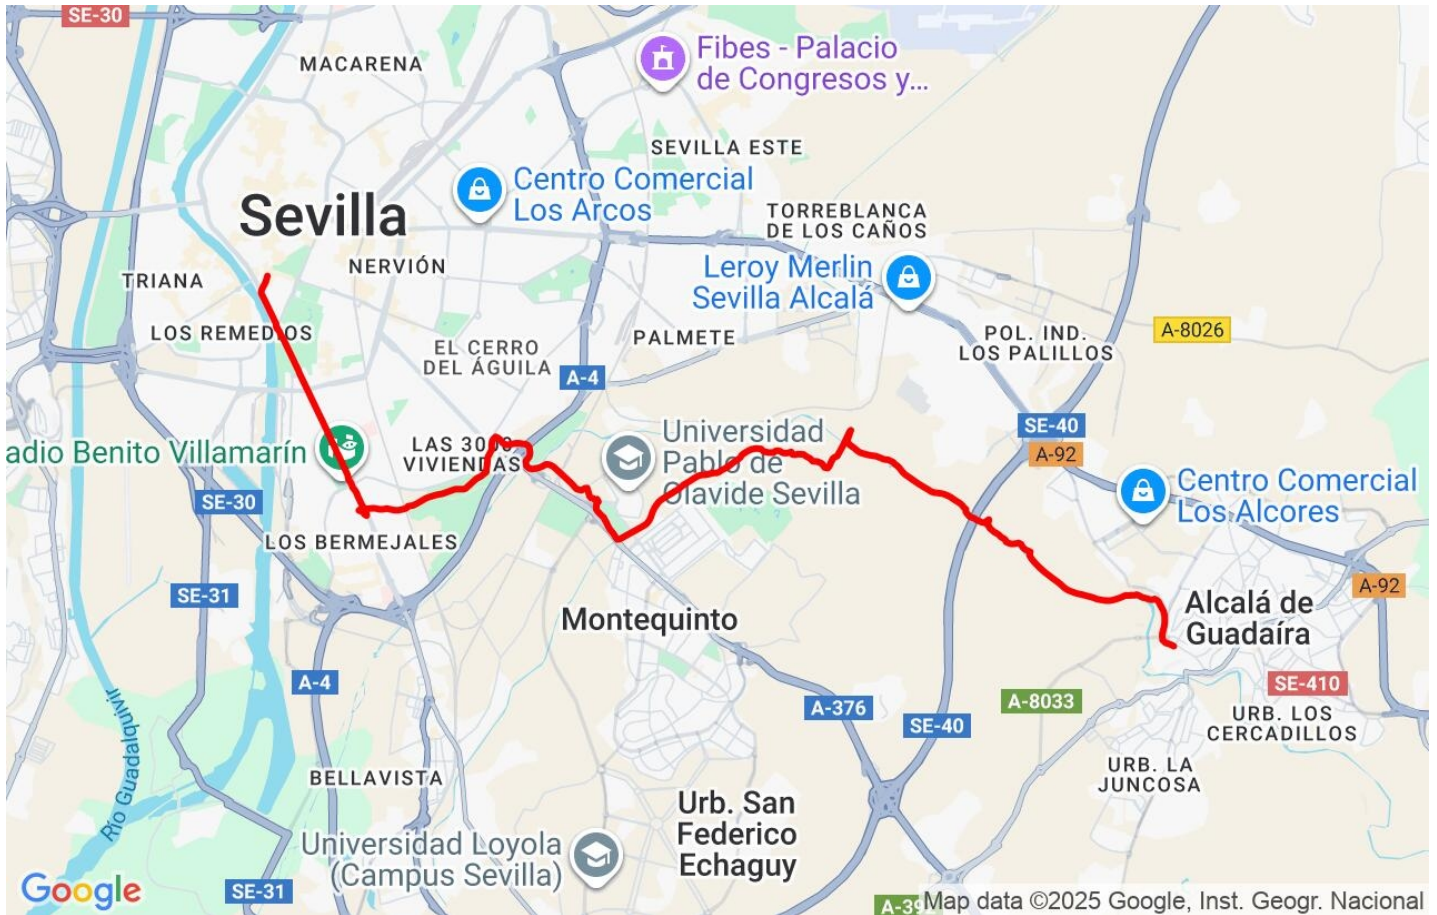 SE-30
MACARENA
Fibes - Palacio
de Congresos y...
SEVILLA ESTE
Centro Comercial
Los Arcos
Sevilla
TORREBLANCA
DE LOS CAÑOS
NERVIÓN
TRIANA
Leroy Merlin
Sevilla Alcalá
LOS REMEDIOS
PALMETE
A-8026
POL. IND.
LOS PALILLOS
EL CERRO
DEL ÁGUILA
A-4
SE-40
A-92
adio Benito Villamarín
LAS 3000
VIVIENDAS
Universidad
Pablo de
Olavide Sevilla
Centro Comercial
Los Alcores
SE-30
LOS BERMEJALES
SE-31
A-92
Montequinto
Alcalá de
Guadaíra
A-4
SE-410
A-8033
A-376
SE-40
URB. LOS
CERCADILLOS
Río Guadalquivir
BELLAVISTA
URB. LA
JUNCOSA
Urb. San
Federico
Echaguy
Universidad Loyola
(Campus Sevilla)
Google
SE-31
A-39
Map data ©2025 Google, Inst. Geogr. Nacional